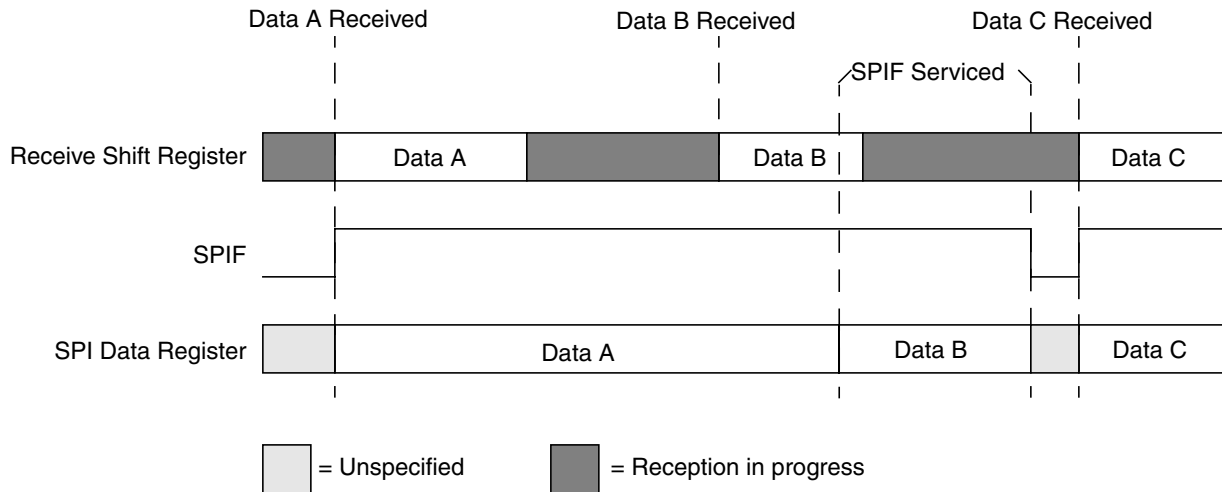 Data A Received
Data B Received
Data C Received
SPIF Serviced
Receive Shift Register
Data A
Data B
Data C
SPIF
SPI Data Register
Data A
Data B
Data C
= Unspecified
= Reception in progress